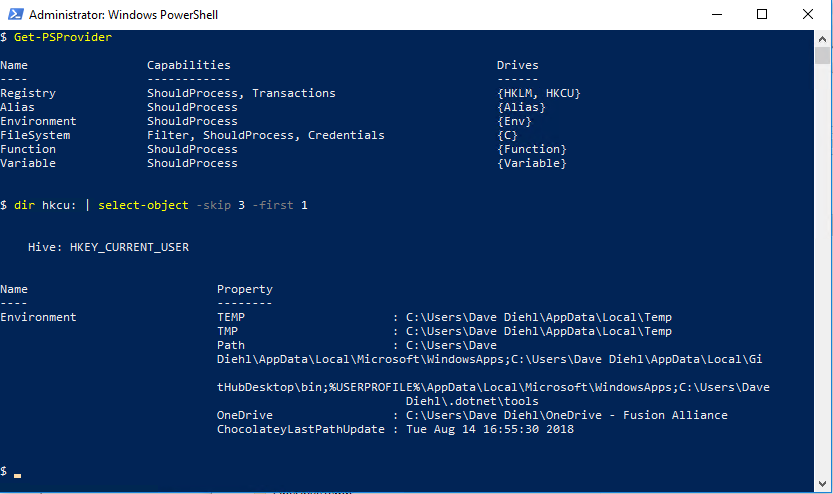 Administrator: Windows PowerShell
$ Get-PSProvider
Name Capabilities Drives
---- ------------ ------
Registry ShouldProcess, Transactions {HKLM, HKCU}
Alias ShouldProcess {Alias}
Environment ShouldProcess {Env}
FileSystem Filter, ShouldProcess, Credentials {C}
Function ShouldProcess {Function}
Variable ShouldProcess {Variable}
$ dir hkcu: | select-object -skip 3 -first 1
Hive: HKEY_CURRENT_USER
Name Property
---- --------
Environment TEMP : C:\Users\Dave Diehl\AppData\Local\Temp
TMP : C:\Users\Dave Diehl\AppData\Local\Temp
Path : C:\Users\Dave
Diehl\AppData\Local\Microsoft\WindowsApps;C:\Users\Dave Diehl\AppData\Local\Gi
tHubDesktop\bin;%USERPROFILE%\AppData\Local\Microsoft\WindowsApps;C:\Users\Dave
Diehl\.dotnet\tools
OneDrive : C:\Users\Dave Diehl\OneDrive - Fusion Alliance
ChocolateyLastPathUpdate : Tue Aug 14 16:55:30 2018
$